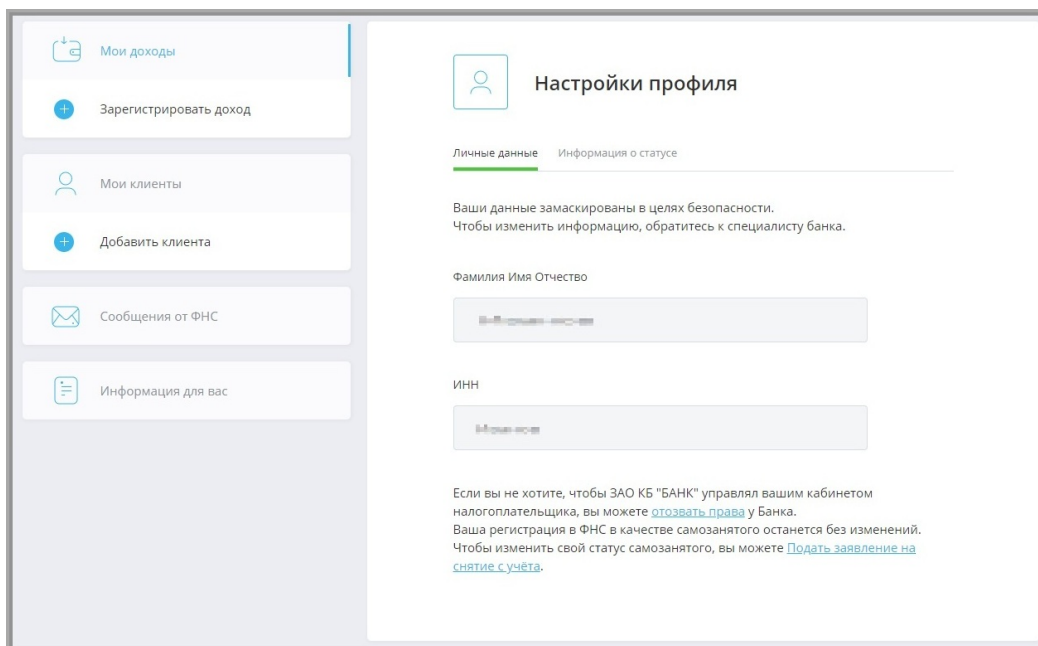 Мои доходы
Зарегистрировать доход
Мои клиенты
Добавить клиента
Сообщения от ФНС
Информация для вас
Настройки профиля
Личные данные Информация о статусе
Ваши данные замаскированы в целях безопасности.
Чтобы изменить информацию, обратитесь к специалисту банка.
Фамилия Имя Отчество
ИНН
Если вы не хотите, чтобы ЗАО КБ "БАНК" управлял вашим кабинетом
налогоплательщика, вы можете отозвать права у Банка.
Ваша регистрация в ФНС в качестве самозанятого останется без изменений.
Чтобы изменить свой статус самозанятого, вы можете Подать заявление на
снятие с учёта.